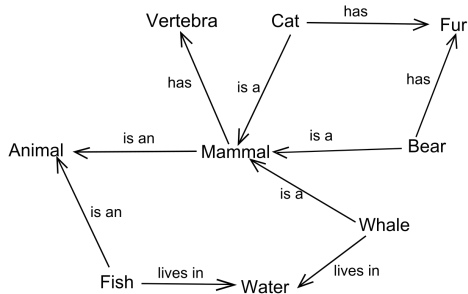 Vertebra
Cat
has
Fur
has
is a
has
is an
is a
Animal
Mammal
Bear
is a
is an
Whale
Fish
lives in
Water
lives in